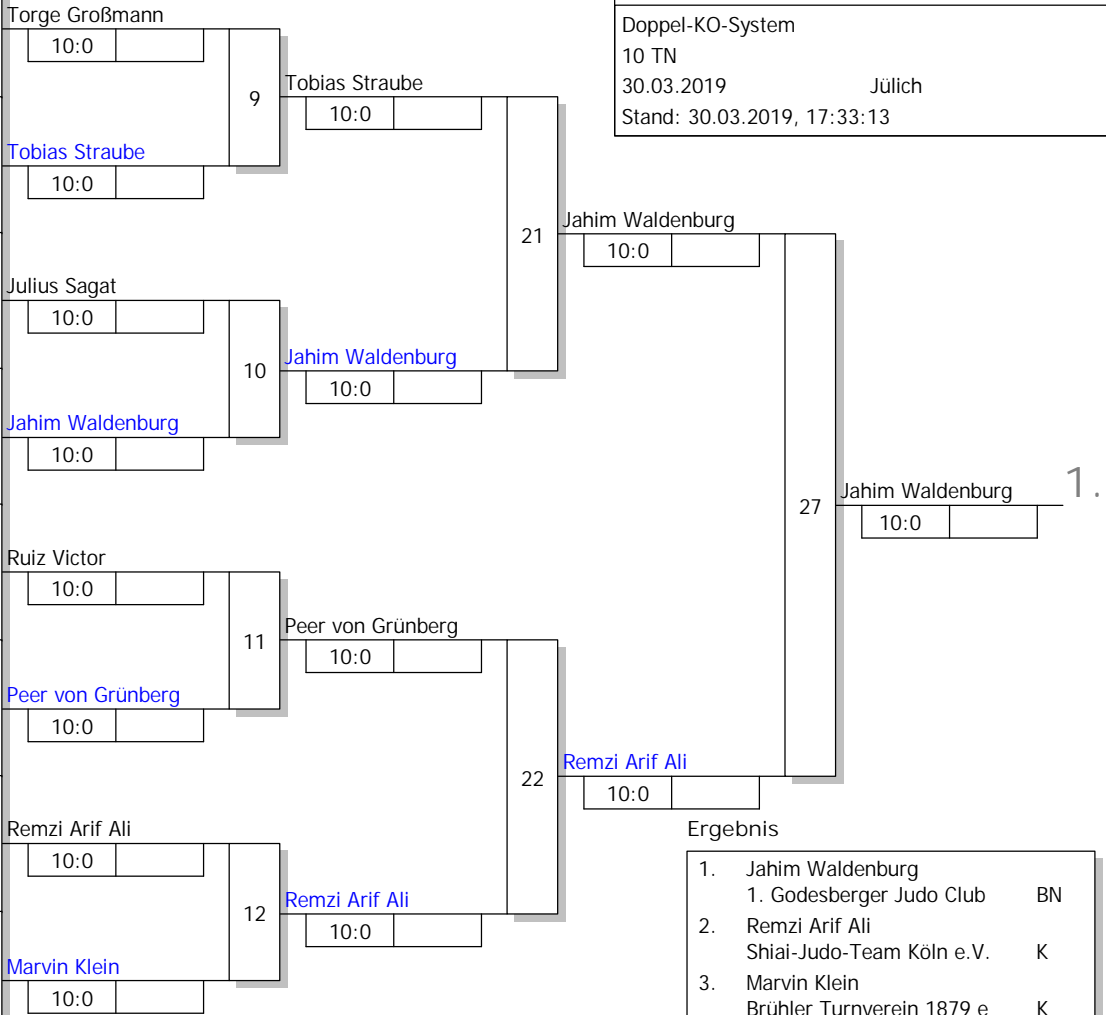 Torge Großmann
10:0
9
Tobias Straube
10:0
Tobias Straube
10:0
Doppel-KO-System
10 TN
30.03.2019 Jülich
Stand: 30.03.2019, 17:33:13
21
Jahim Waldenburg
10:0
Julius Sagat
10:0
10
Jahim Waldenburg
10:0
Jahim Waldenburg
10:0
27
Jahim Waldenburg
10:0
1.
Ruiz Victor
10:0
11
Peer von Grünberg
10:0
Peer von Grünberg
10:0
22
Remzi Arif Ali
10:0
Remzi Arif Ali
10:0
12
Remzi Arif Ali
10:0
Marvin Klein
10:0
Ergebnis
1. Jahim Waldenburg
1. Godesberger Judo Club BN
2. Remzi Arif Ali
Shiai-Judo-Team Köln e.V. K
3. Marvin Klein
Brühler Turnverein 1879 e K